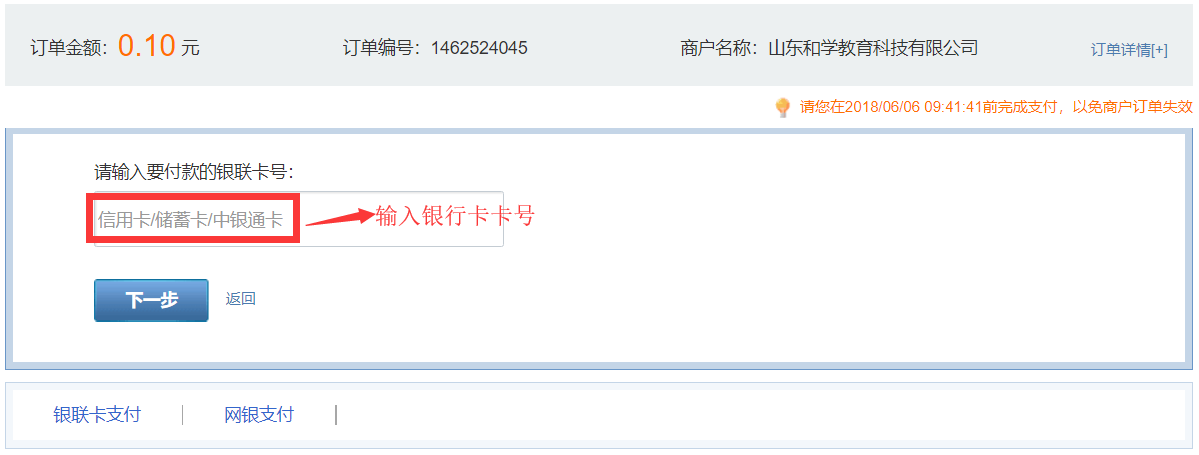 订单金额：0.10 元 订单编号：1462524045 商户名称：山东和学教育科技有限公司 订单详情[+]
请您在2018/06/06 09:41:41前完成支付，以免商户订单失效
请输入要付款的银联卡号：
信用卡/储蓄卡/中银通卡 输入银行卡卡号
下一步 返回
银联卡支付 | 网银支付 |